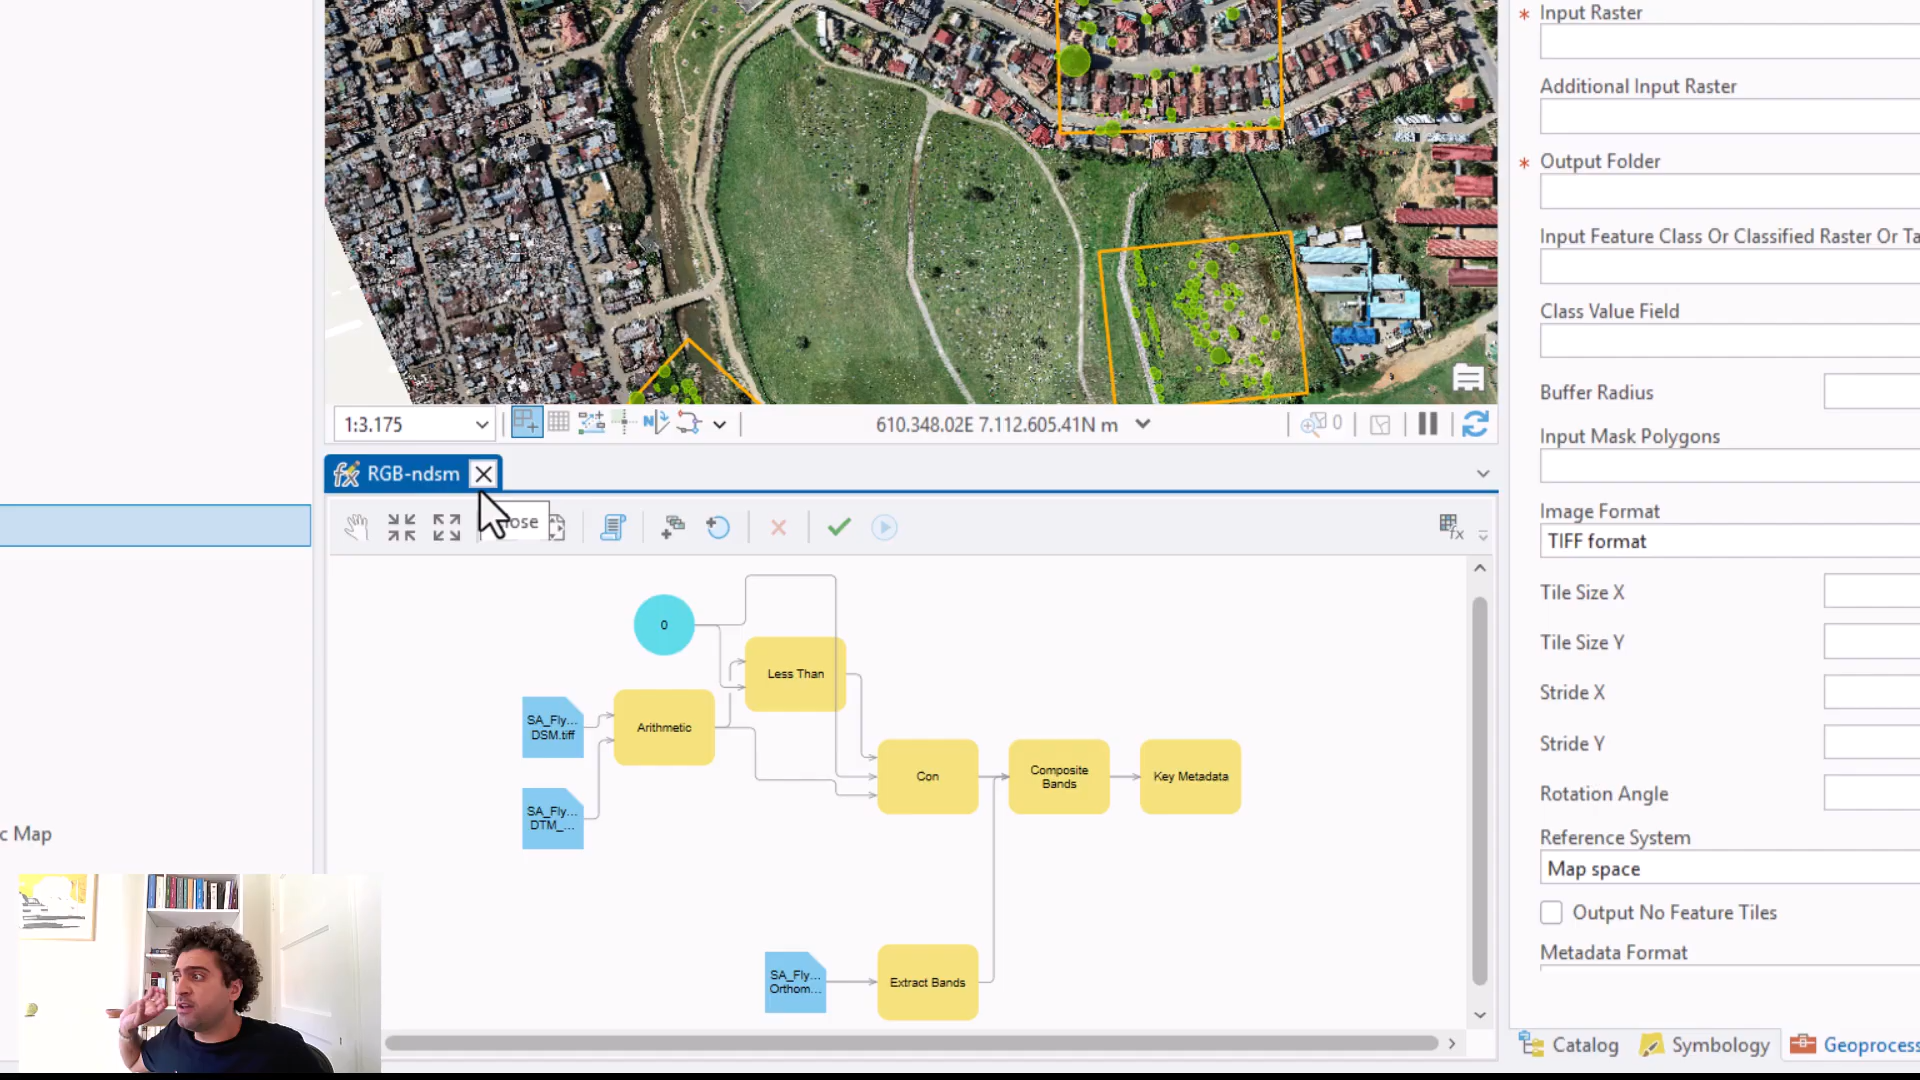 Input Raster
Additional Input Raster
Output Folder
Input Feature Class Or Classified Raster Or Ta
Class Value Field
Buffer Radius
Input Mask Polygons
Image Format
TIFF format
Tile Size X
Tile Size Y
Stride X
Stride Y
Rotation Angle
Reference System
Map space
Output No Feature Tiles
Metadata Format
1:3.175
610.348.02E 7.112.605.41N m
0
RGB-ndsm
ose
0
Less Than
SA_Fly...
DSM.tiff
Arithmetic
SA_Fly...
DTM_...
Con
Composite
Bands
Key Metadata
SA_Fly...
Orthom...
Extract Bands
c Map
Catalog
Symbology
Geoprocess